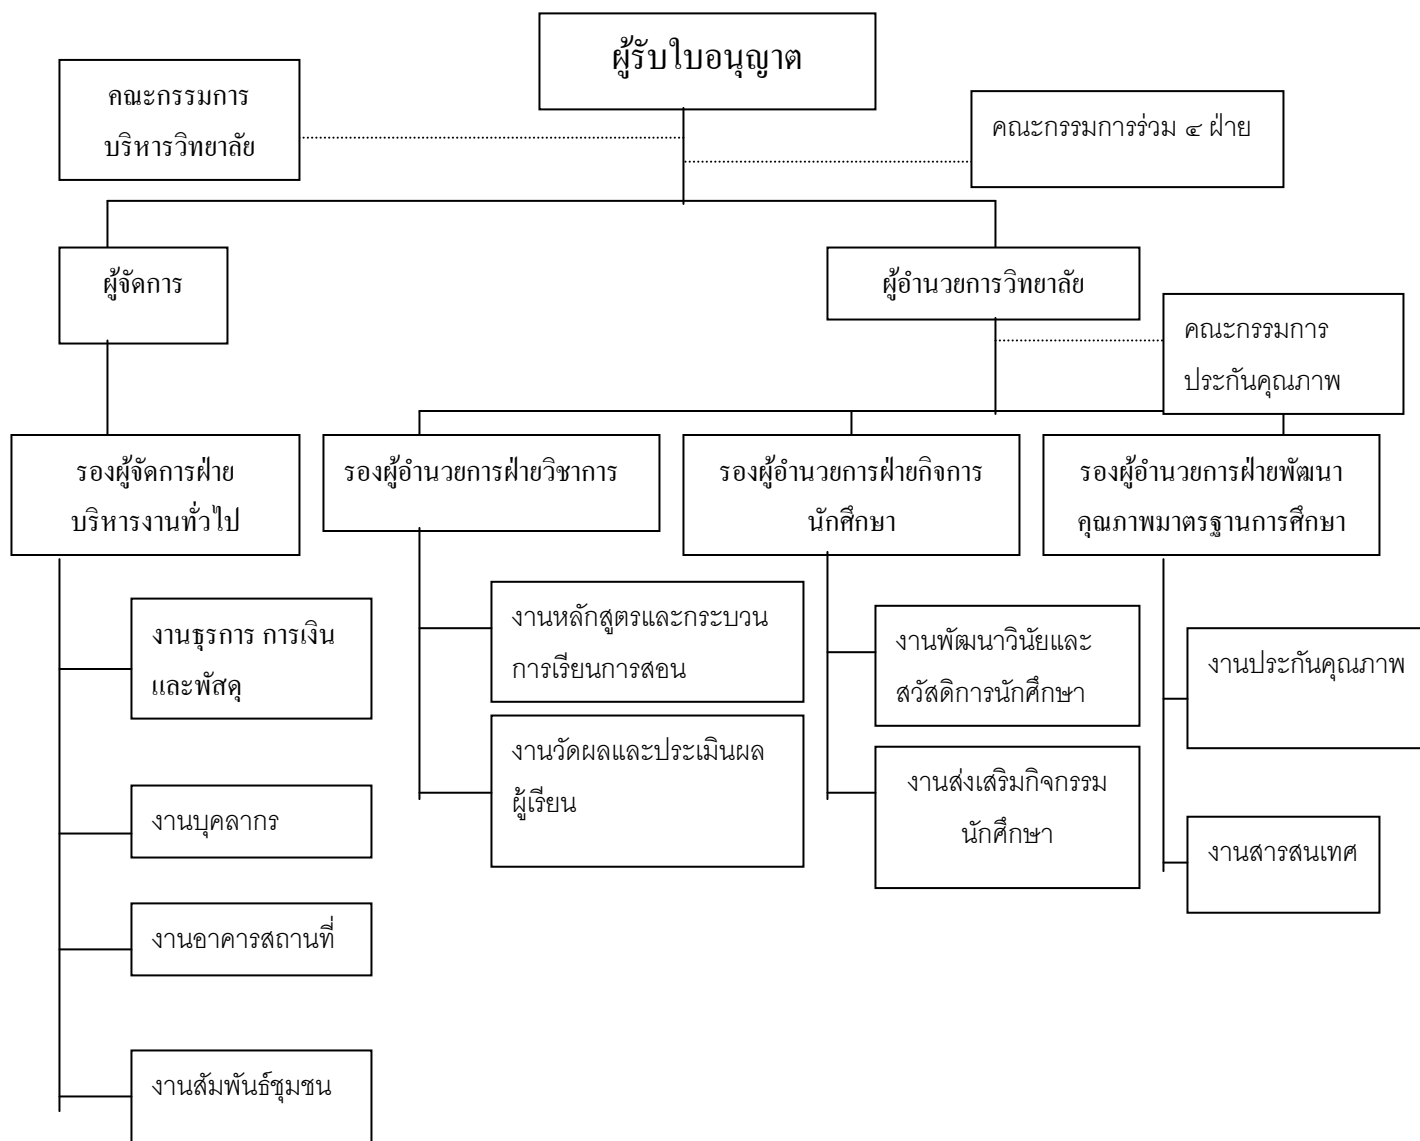 ผู้รับใบอนุญาต
คณะกรรมการ
บริหารวิทยาลัย
คณะกรรมการร่วม ๔ ฝ่าย
ผู้จัดการ
ผู้อำนวยการวิทยาลัย
คณะกรรมการ
ประกันคุณภาพ
รองผู้จัดการฝ่าย
บริหารงานทั่วไป
รองผู้อำนวยการฝ่ายวิชาการ
รองผู้อำนวยการฝ่ายกิจการ
นักศึกษา
รองผู้อำนวยการฝ่ายพัฒนา
คุณภาพมาตรฐานการศึกษา
งานธุรการ การเงิน
และพัสดุ
งานบุคลากร
งานอาคารสถานที่
งานสัมพันธ์ชุมชน
งานหลักสูตรและกระบวน
การเรียนการสอน
งานวัดผลและประเมินผล
ผู้เรียน
งานพัฒนาวินัยและ
สวัสดิการนักศึกษา
งานส่งเสริมกิจกรรม
นักศึกษา
งานประกันคุณภาพ
งานสารสนเทศ